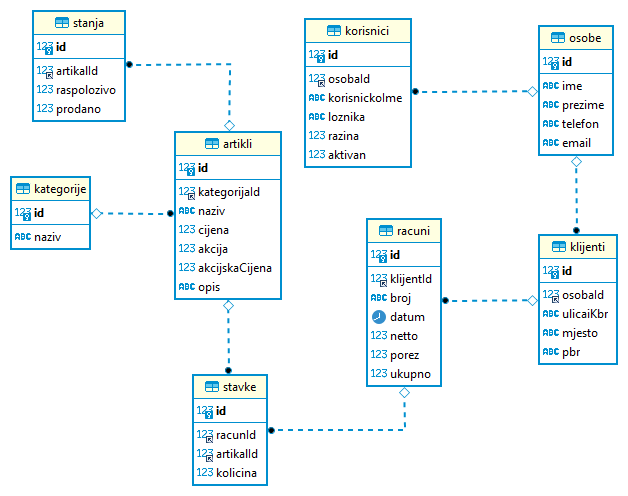 stanja
123 id
123 artikalId
123 raspolozivo
123 prodano
korisnici
123 id
123 osobaId
ABC korisnickoIme
ABC loznika
123 razina
123 aktivan
osobe
123 id
ABC ime
ABC prezime
ABC telefon
ABC email
artikli
123 id
123 kategorijaId
ABC naziv
123 cijena
123 akcija
123 akcijskaCijena
ABC opis
kategorije
123 id
ABC naziv
racuni
123 id
123 klijentId
ABC broj
datum
123 netto
123 porez
123 ukupno
klijenti
123 id
123 osobaId
ABC ulicaiKbr
ABC mjesto
ABC pbr
stavke
123 id
123 racunId
123 artikalId
123 kolicina